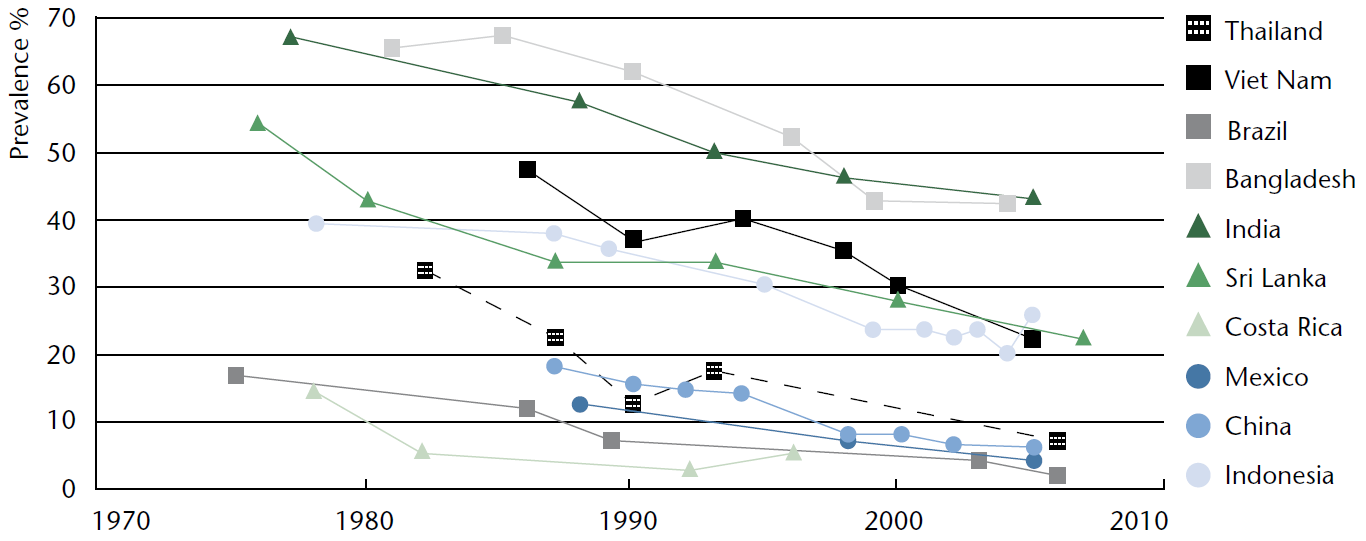 Prevalence %
70
60
50
40
30
20
10
0
1970
1980
1990
2000
2010
Thailand
Viet Nam
Brazil
Bangladesh
India
Sri Lanka
Costa Rica
Mexico
China
Indonesia